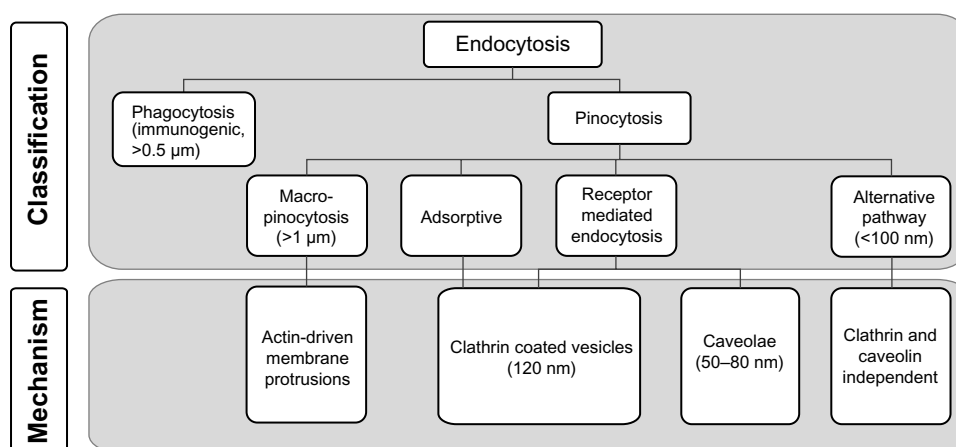 Classification
Endocytosis
Phagocytosis
(immunogenic,
>0.5 µm)
Pinocytosis
Macro-
pinocytosis
(>1 µm)
Adsorptive
Receptor
mediated
endocytosis
Alternative
pathway
(<100 nm)
Mechanism
Actin-driven
membrane
protrusions
Clathrin coated vesicles
(120 nm)
Caveolae
(50–80 nm)
Clathrin and
caveolin
independent